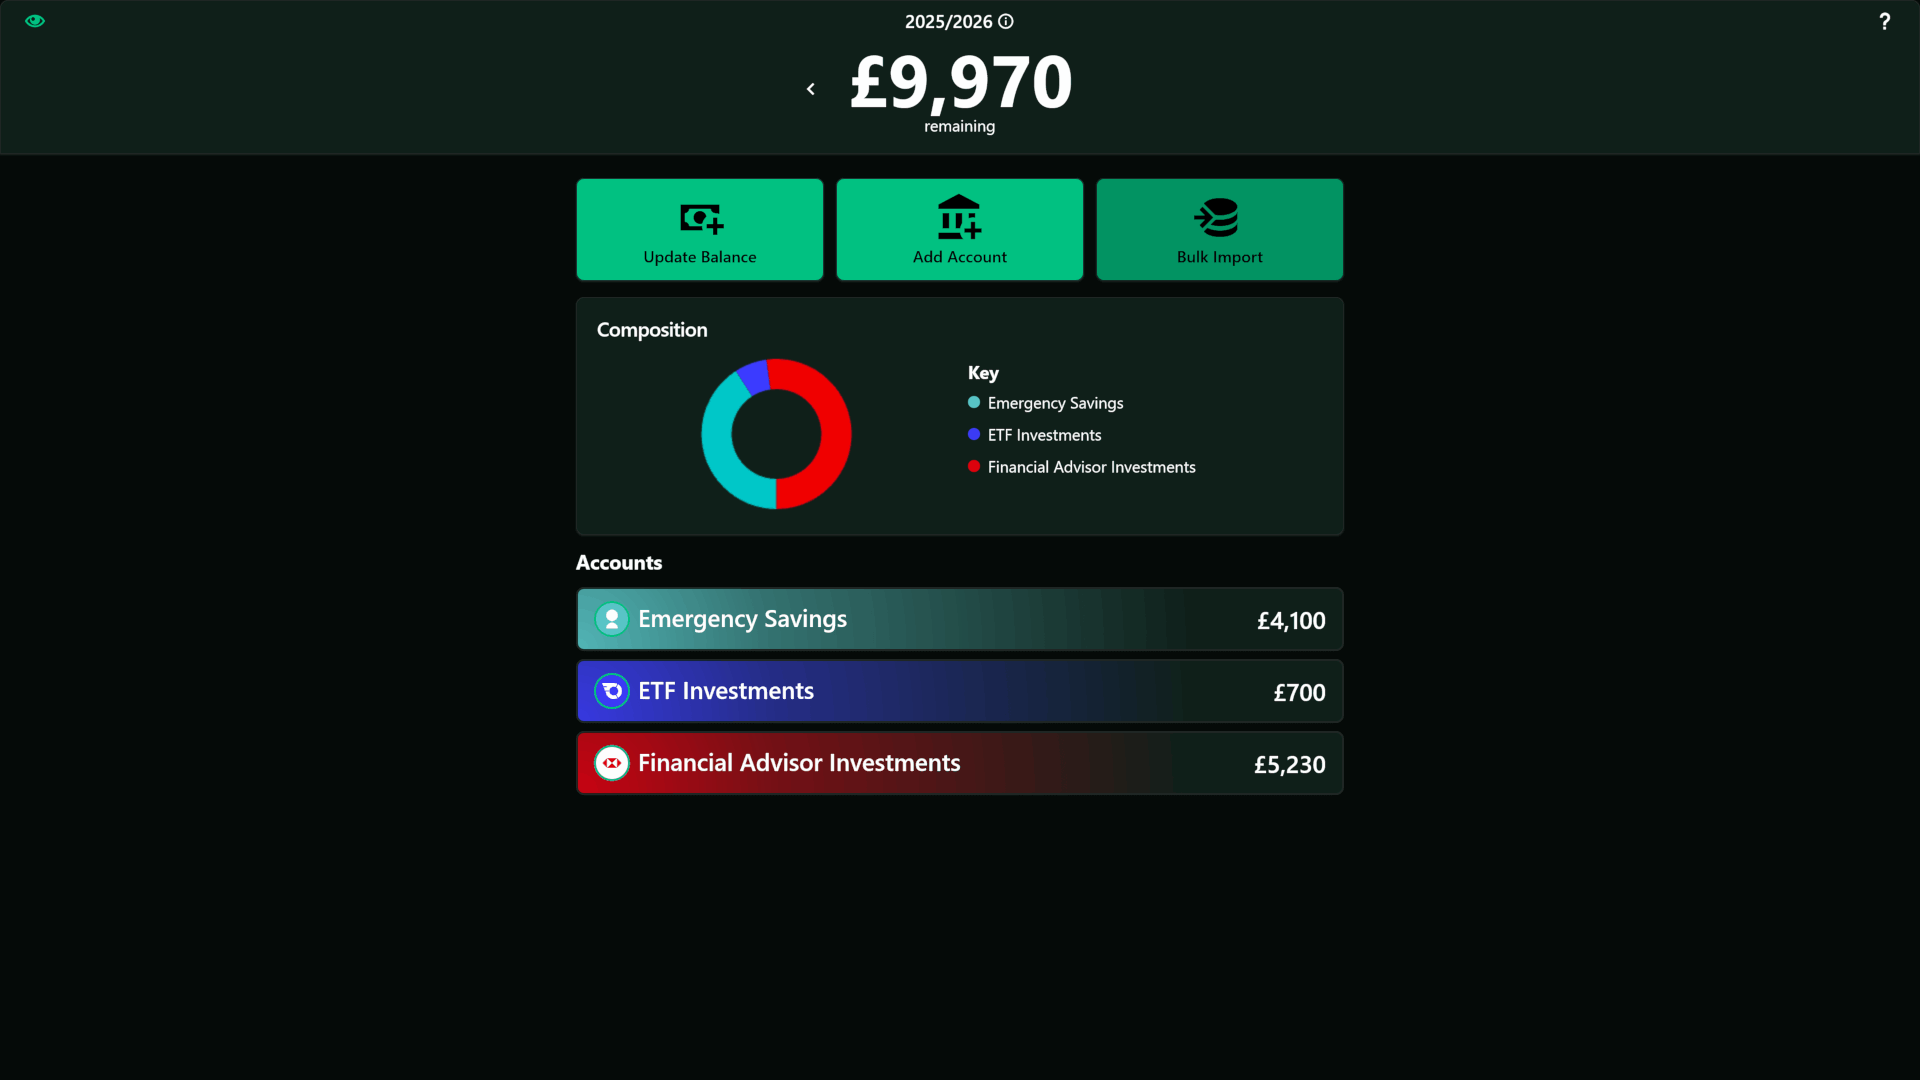 2025/2026
?
£9,970
remaining
Update Balance
Add Account
Bulk Import
Composition
Key
Emergency Savings
ETF Investments
Financial Advisor Investments
Accounts
Emergency Savings £4,100
ETF Investments £700
Financial Advisor Investments £5,230